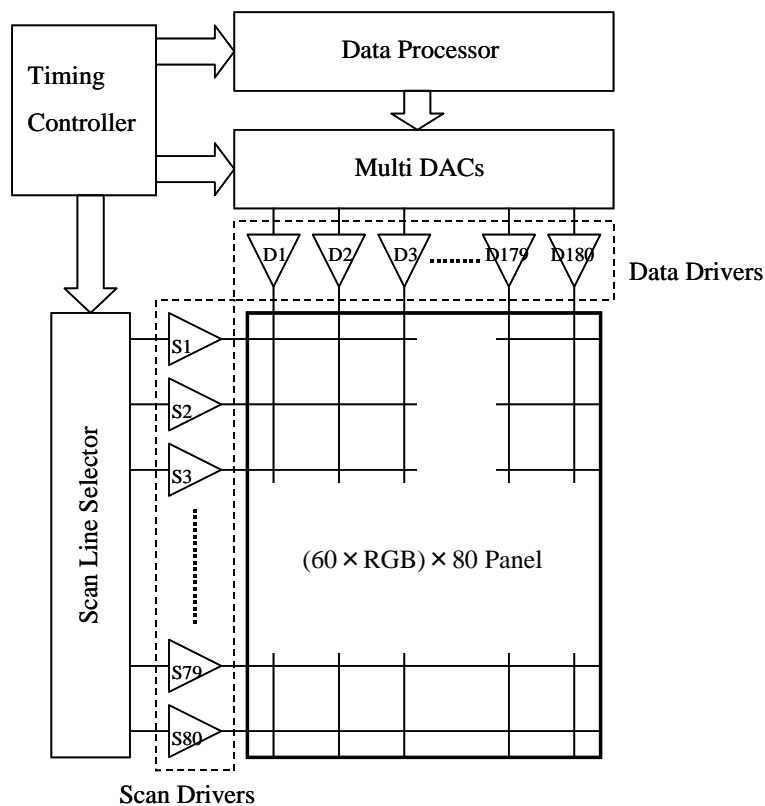 Timing
Controller
Data Processor
Multi DACs
D1 D2 D3 D179 D180
Data Drivers
S1
S2
S3
Scan Line Selector
(60×RGB)×80 Panel
S79
S80
Scan Drivers